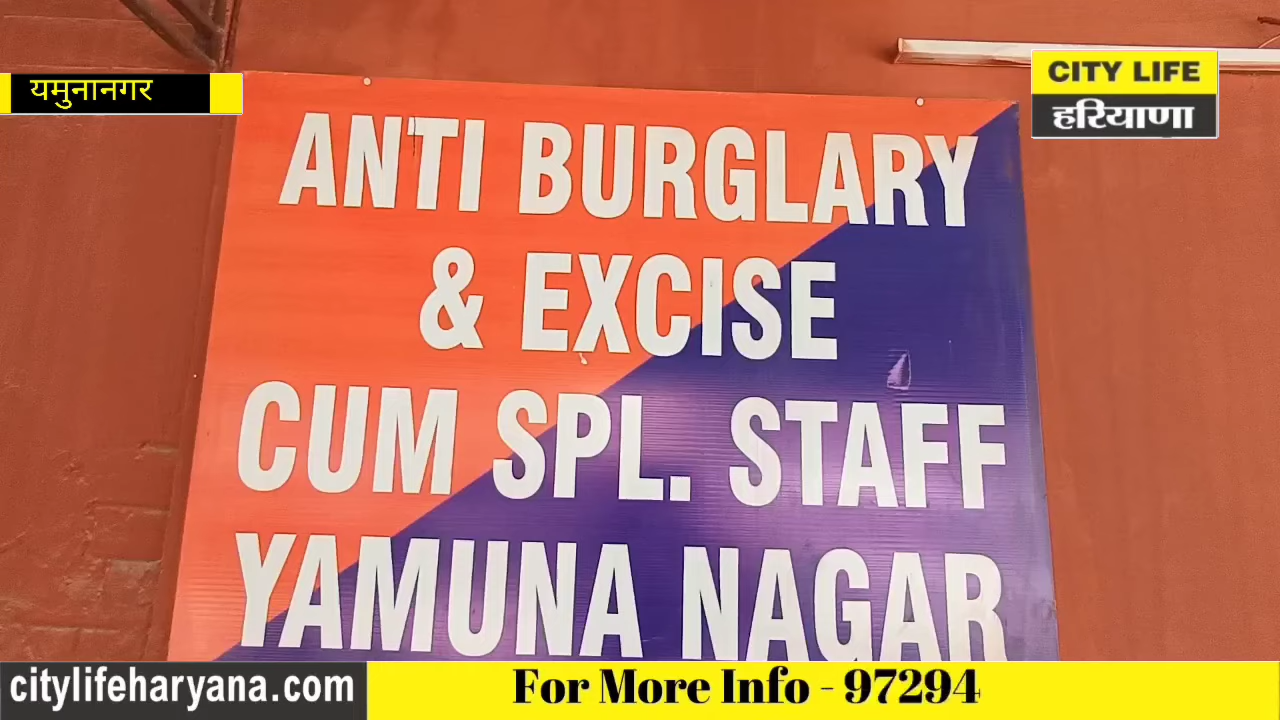 यमुनानगर
CITY LIFE
हरियाणा
ANTI BURGLARY
& EXCISE
CUM SPL. STAFF
YAMUNA NAGAR
citylifeharyana.com
For More Info - 97294